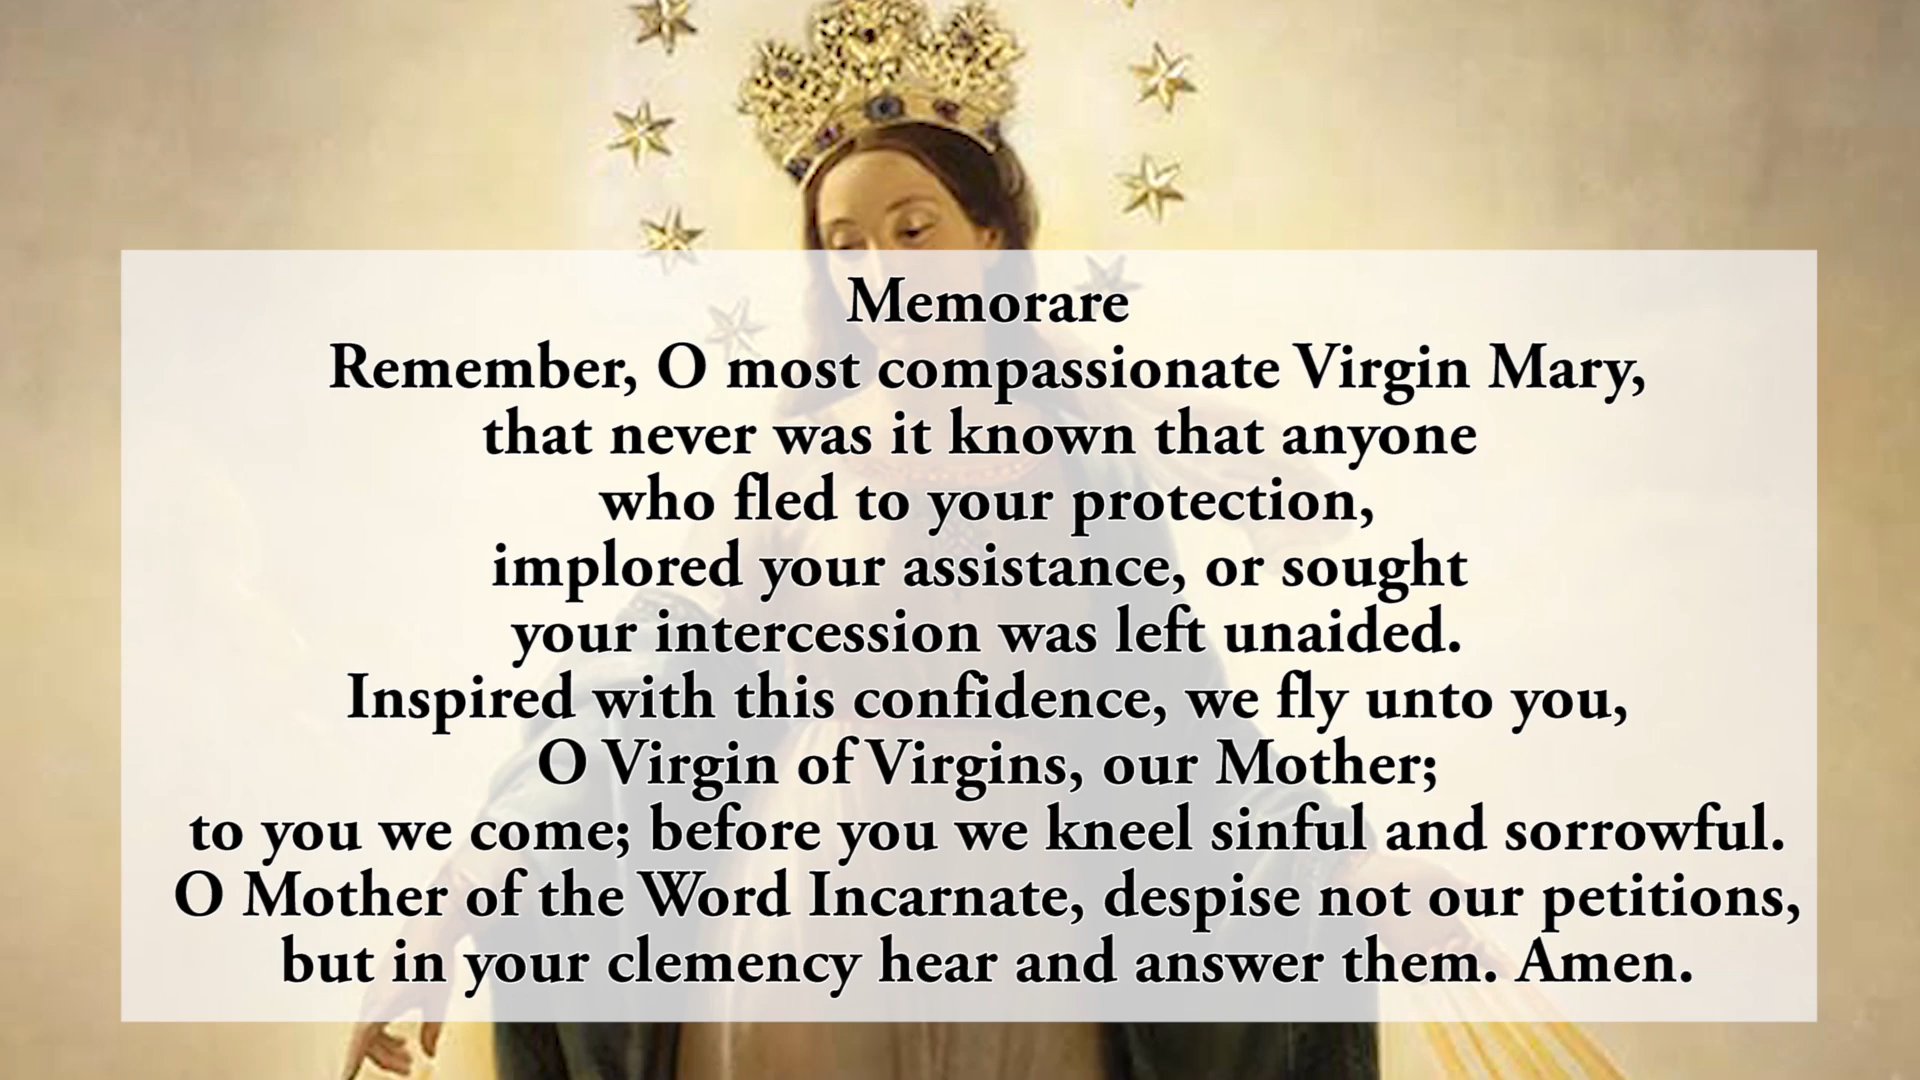 Memorare
Remember, O most compassionate Virgin Mary,
that never was it known that anyone
who fled to your protection,
implored your assistance, or sought
your intercession was left unaided.
Inspired with this confidence, we fly unto you,
O Virgin of Virgins, our Mother;
to you we come; before you we kneel sinful and sorrowful.
O Mother of the Word Incarnate, despise not our petitions,
but in your clemency hear and answer them. Amen.